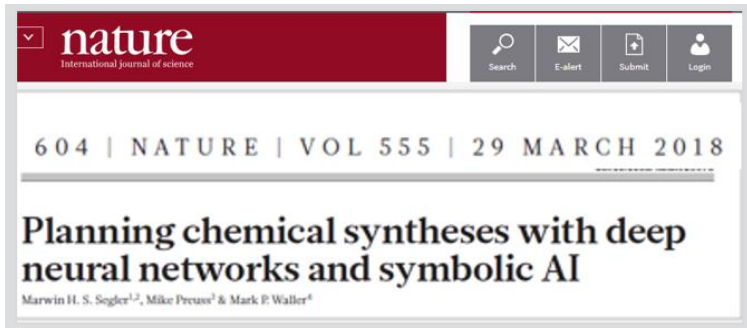 nature
International journal of science
Search E-alert Submit Login
604 | NATURE | VOL 555 | 29 MARCH 2018
Planning chemical syntheses with deep
neural networks and symbolic AI
Marwin H. S. Segler1,2, Mike Preuss3 & Mark P. Waller4